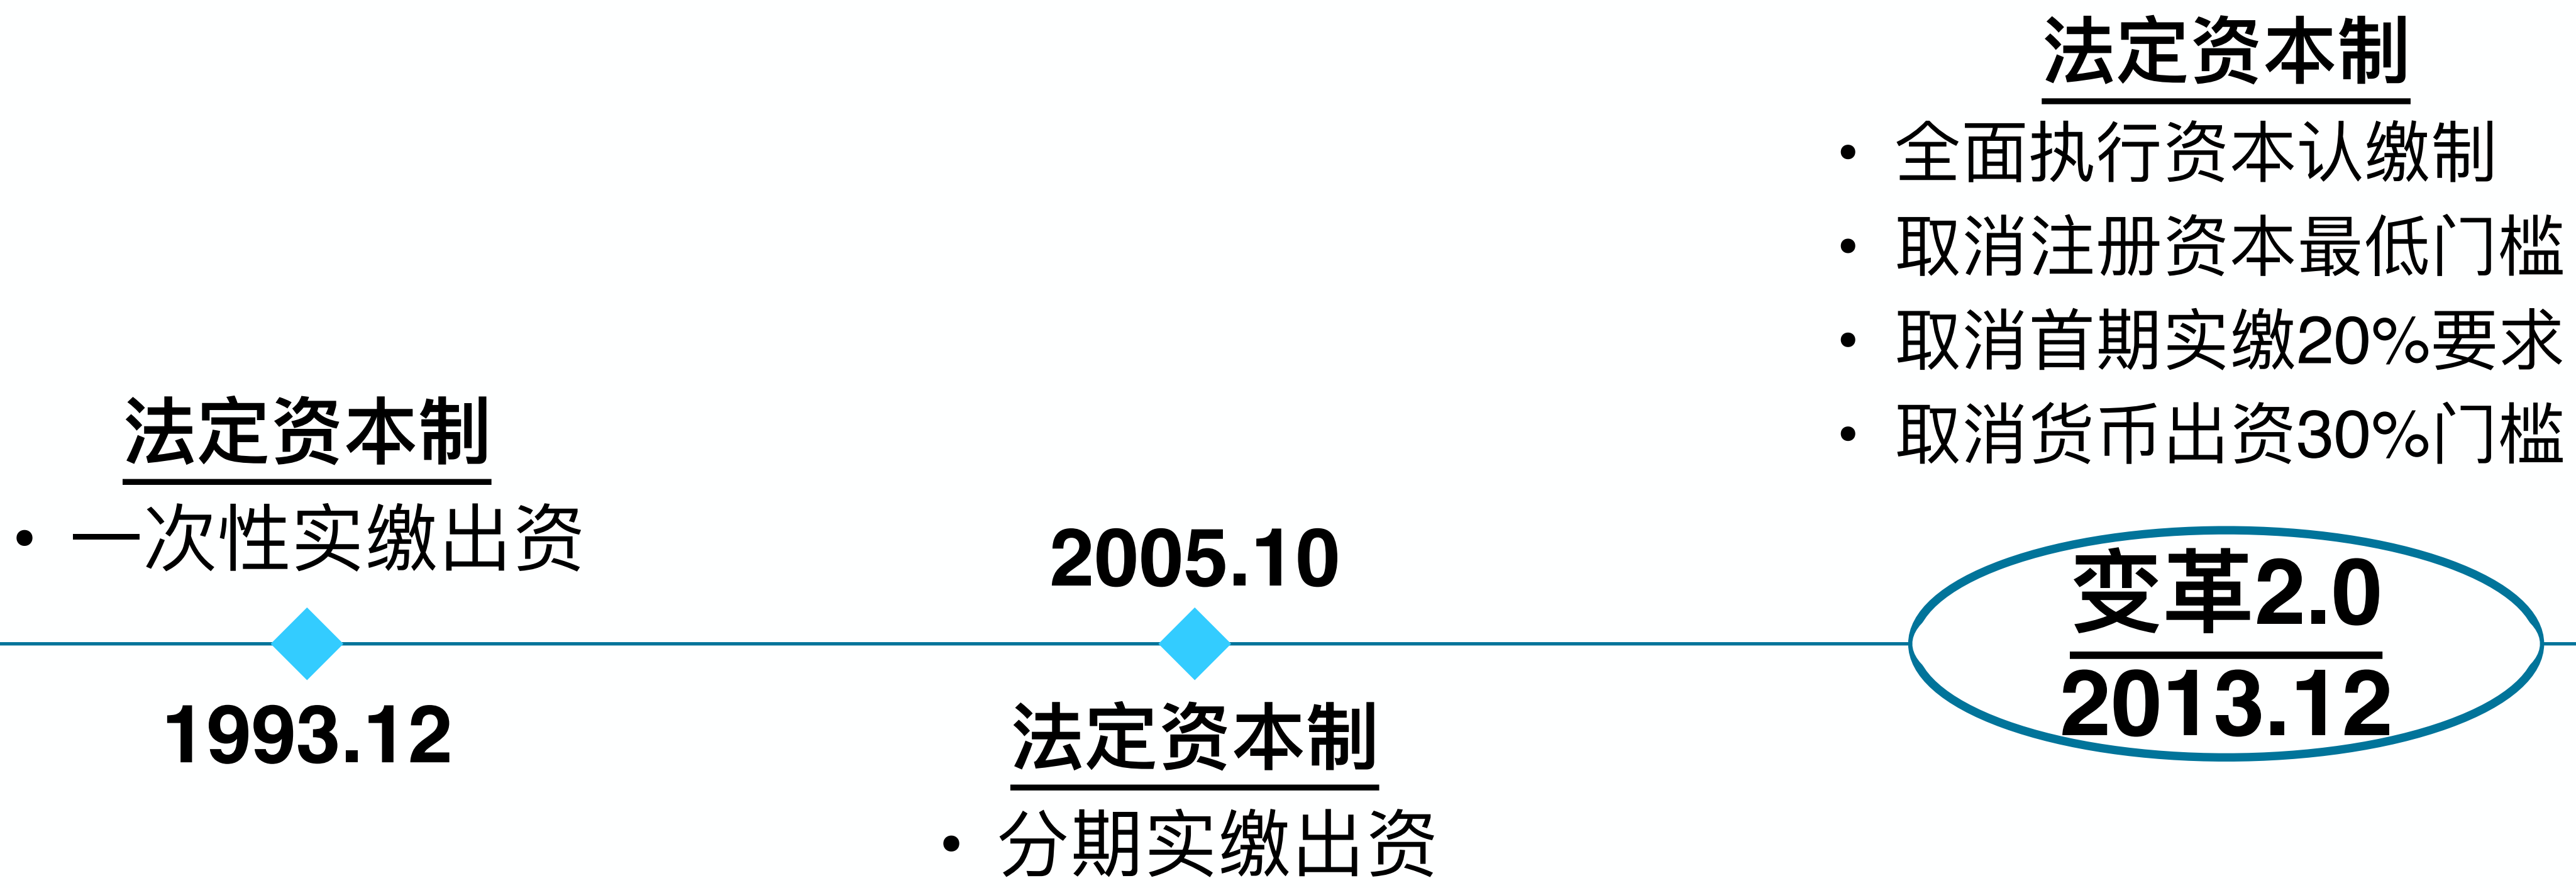 法定资本制
• 一次性实缴出资
1993.12
2005.10
法定资本制
• 分期实缴出资
法定资本制
• 全面执行资本认缴制
• 取消注册资本最低门槛
• 取消首期实缴20%要求
• 取消货币出资30%门槛
变革2.0
2013.12